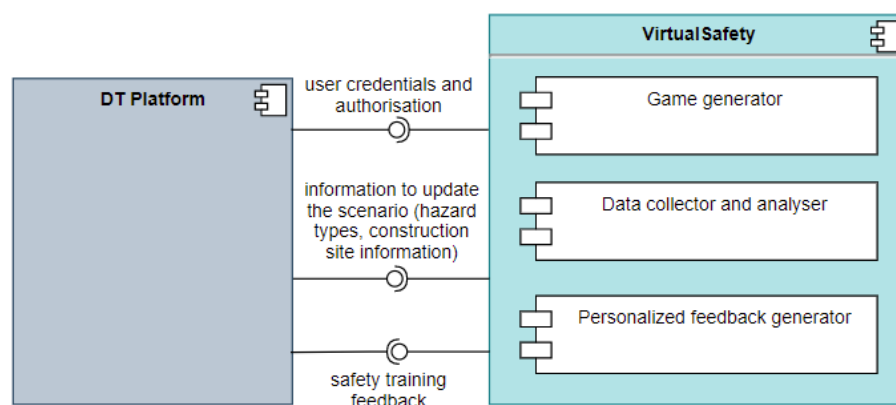 VirtualSafety
DT Platform
user credentials and
authorisation
Game generator
information to update
the scenario (hazard
types, construction
site information)
Data collector and analyser
Personalized feedback generator
safety training
feedback